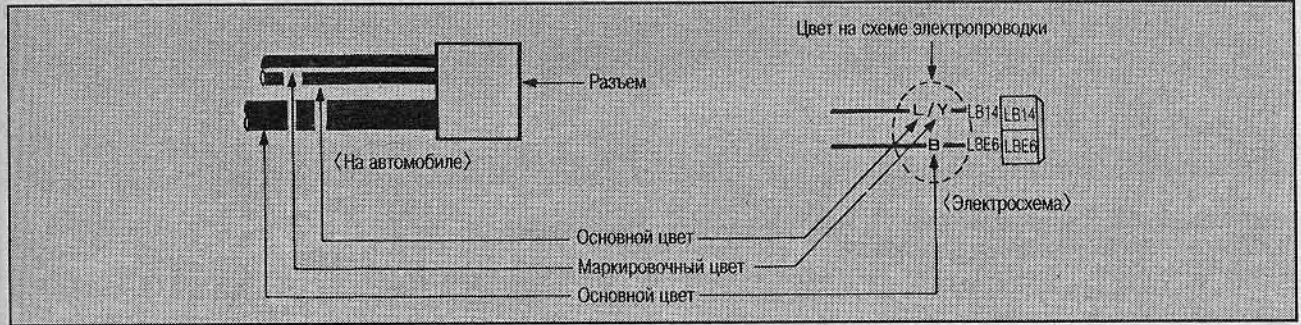 Цвет на схеме электропроводки
Разъем
L / Y LB14 LB14
B LBE6 LBE6
〈На автомобиле〉
〈Электросхема〉
Основной цвет
Маркировочный цвет
Основной цвет